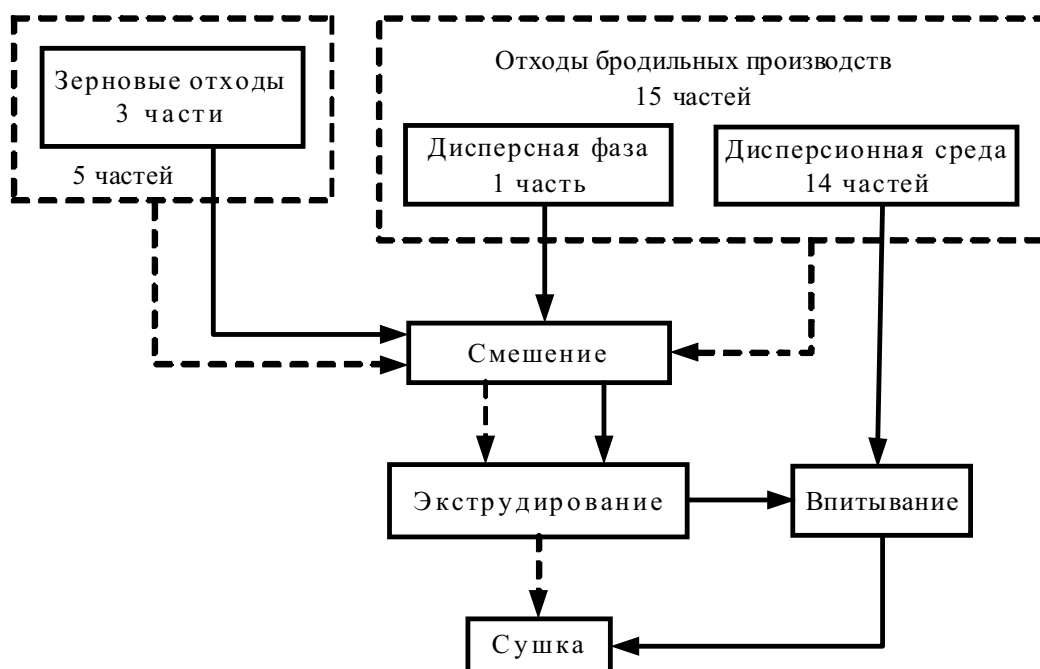 Зерновые отходы
3 части
5 частей
Отходы бродильных производств
15 частей
Дисперсная фаза
1 часть
Дисперсионная среда
14 частей
Смешение
Экструдирование
Впитывание
Сушка